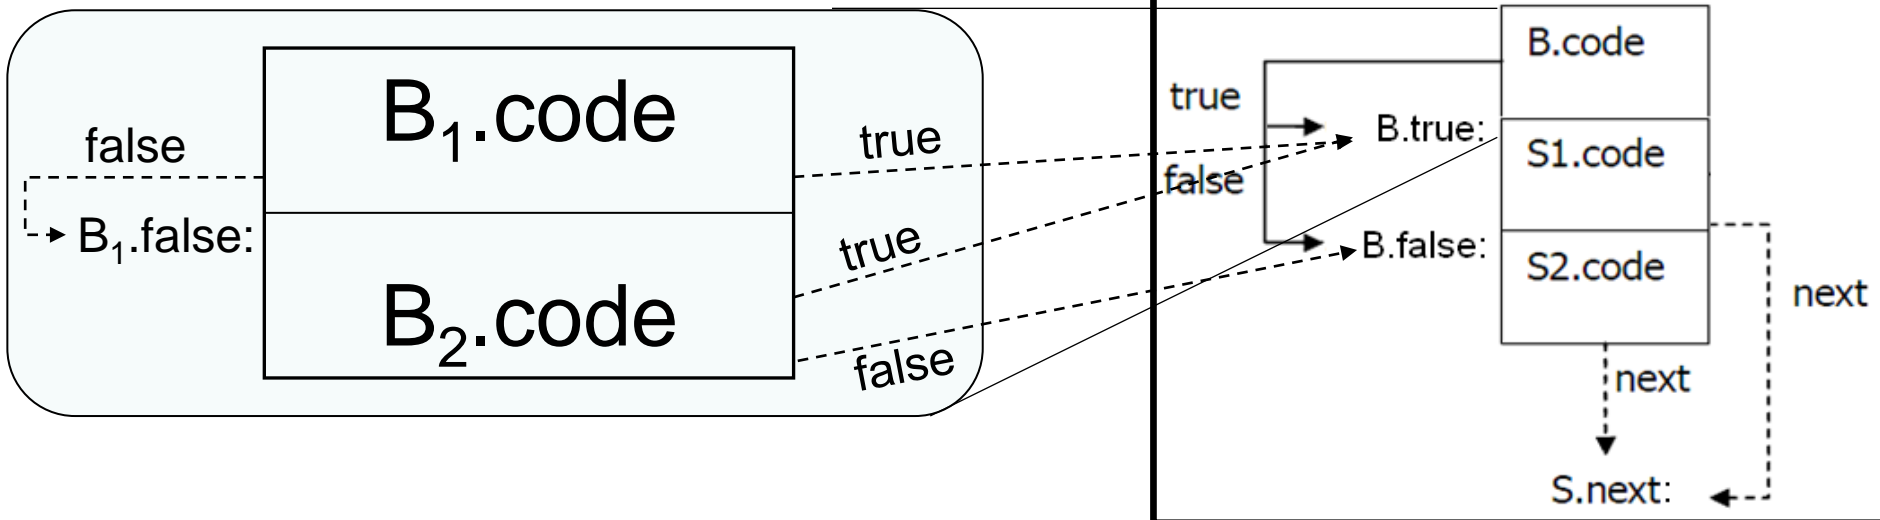 B₁.code
false
true
B₁.false:
true
B₂.code
false
B.code
true
B.true:
S1.code
false
B.false:
S2.code
next
next
S.next: